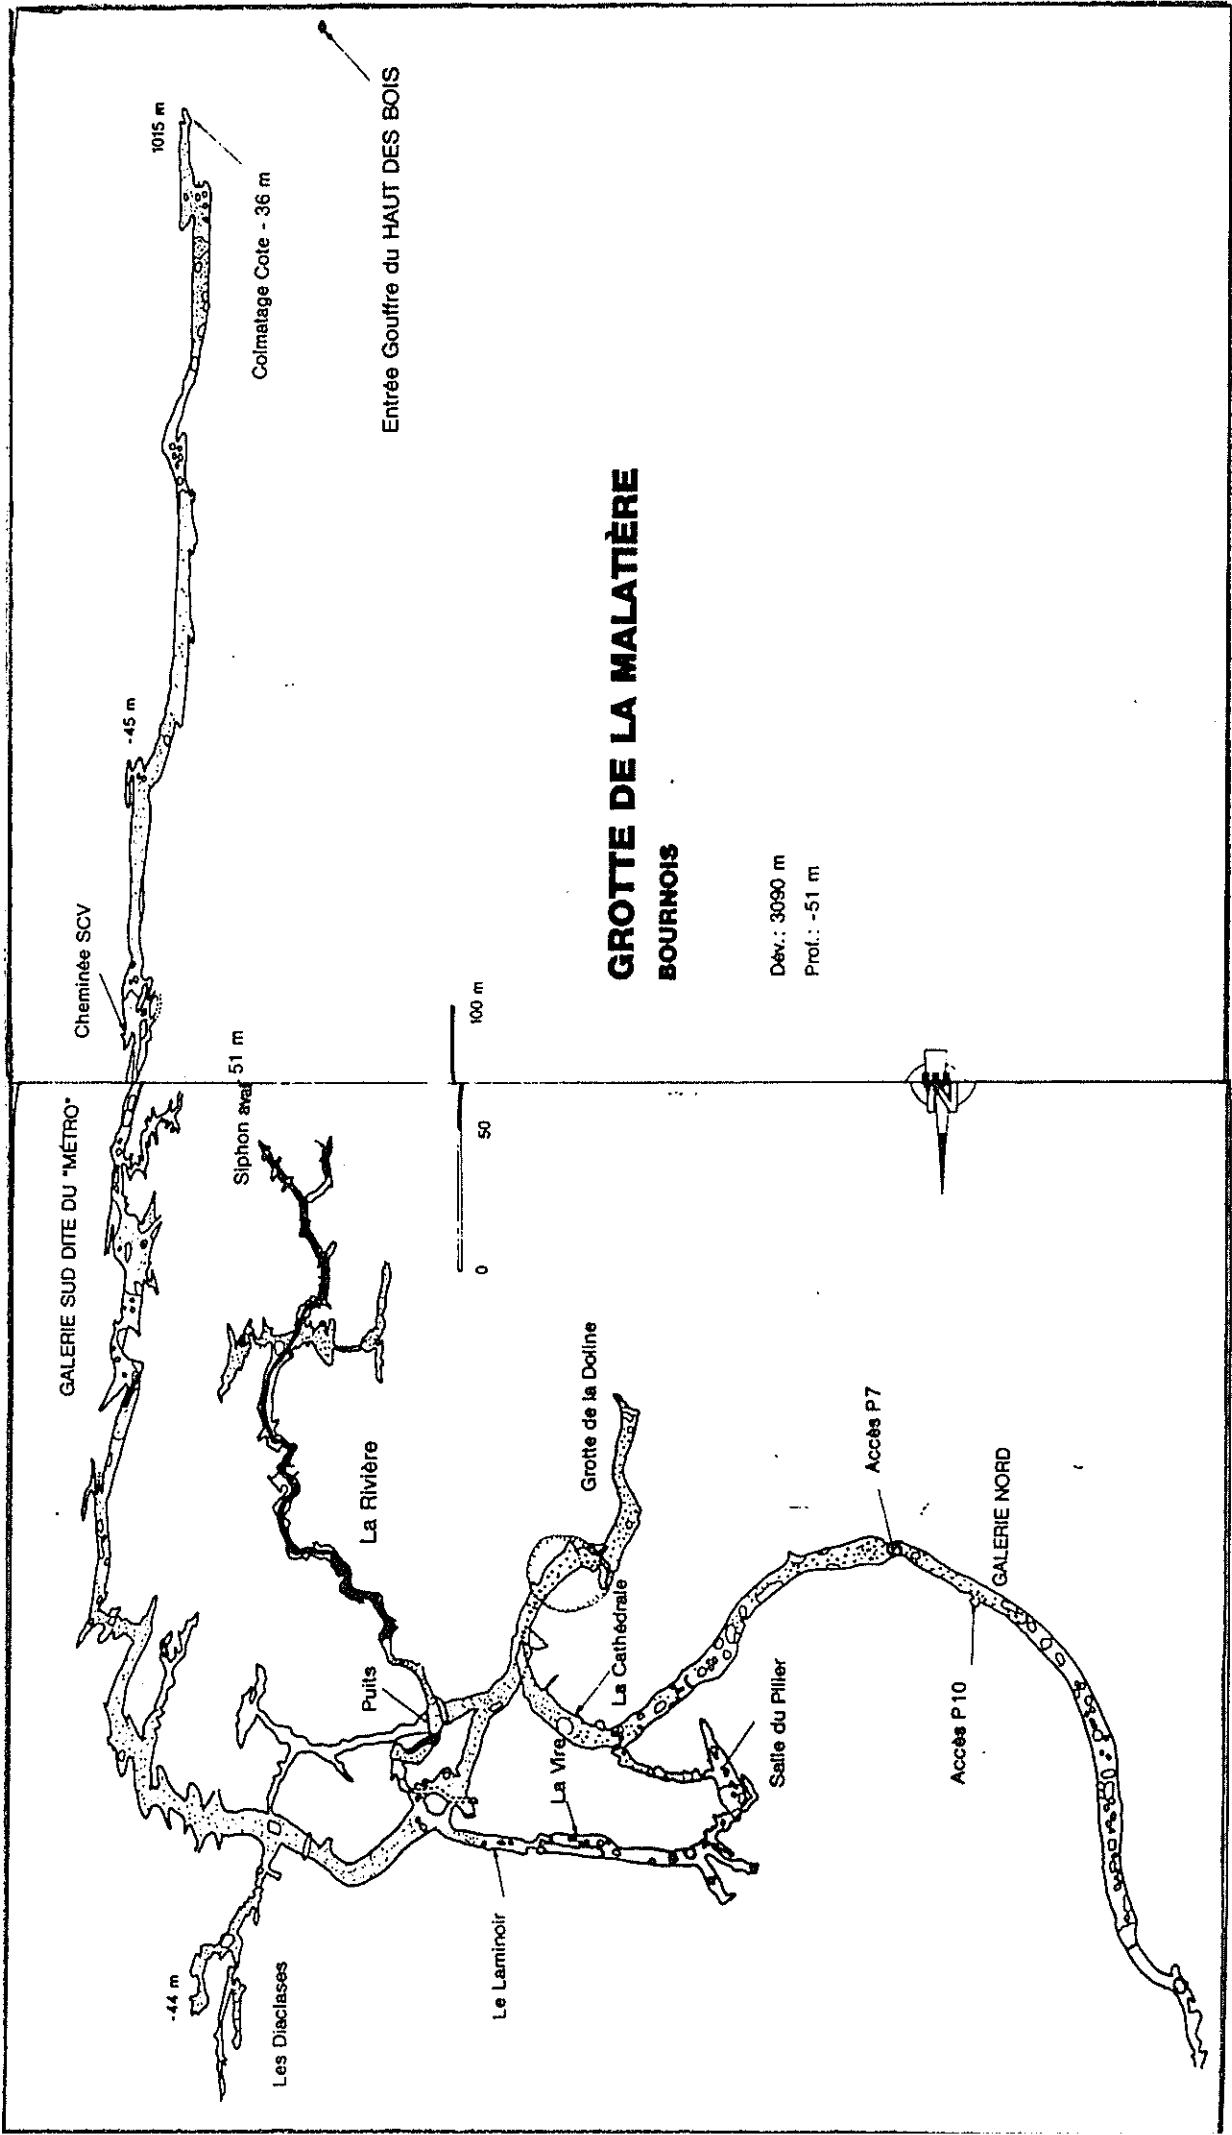 GALERIE SUD DITE DU "MÉTRO"
Cheminée SCV
-45 m
1015 m
Colmatage Cote - 36 m
Entrée Gouffre du HAUT DES BOIS
-44 m
Les Diaclases
Siphon aval 51 m
La Rivière
Puits
0
50
100 m
Le Laminoir
La Vire
La Cathédrale
Grotte de la Doline
GROTTE DE LA MALATIÈRE
BOURNOIS
Dév.: 3090 m
Prof.: -51 m
Salle du Pilier
Accès P7
Accès P10
GALERIE NORD
N